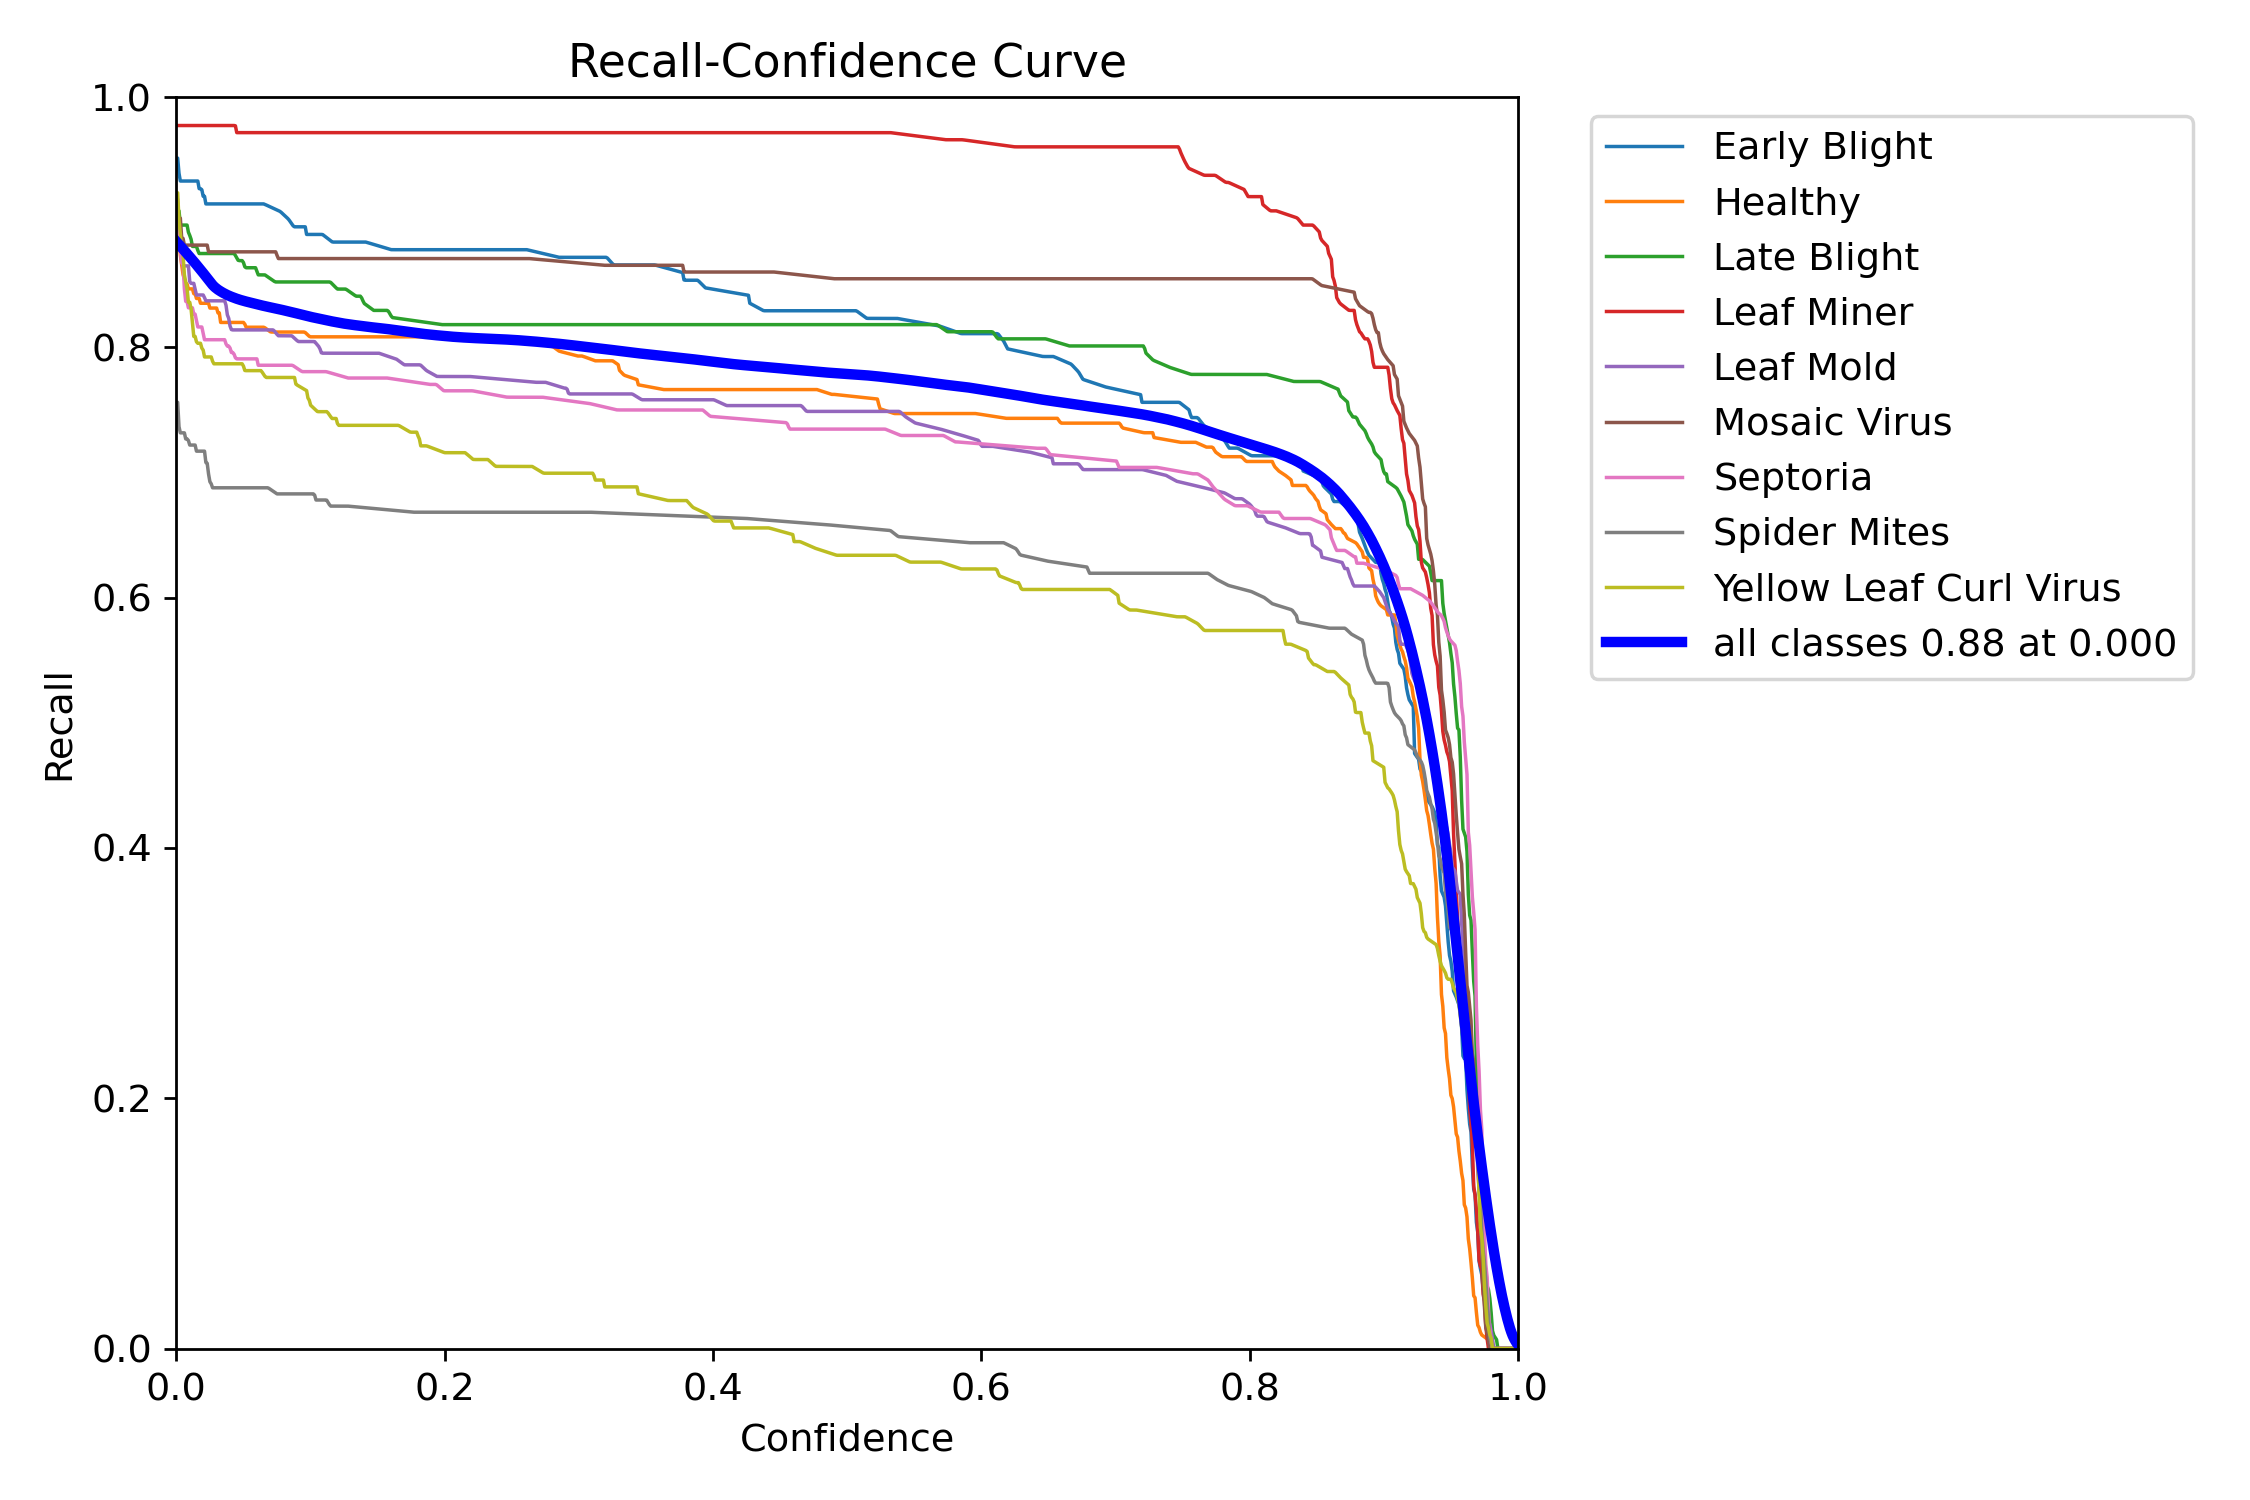 Recall-Confidence Curve
1.0
0.8
0.6
0.4
0.2
0.0
Recall
0.0 0.2 0.4 0.6 0.8 1.0
Confidence
Early Blight
Healthy
Late Blight
Leaf Miner
Leaf Mold
Mosaic Virus
Septoria
Spider Mites
Yellow Leaf Curl Virus
all classes 0.88 at 0.000